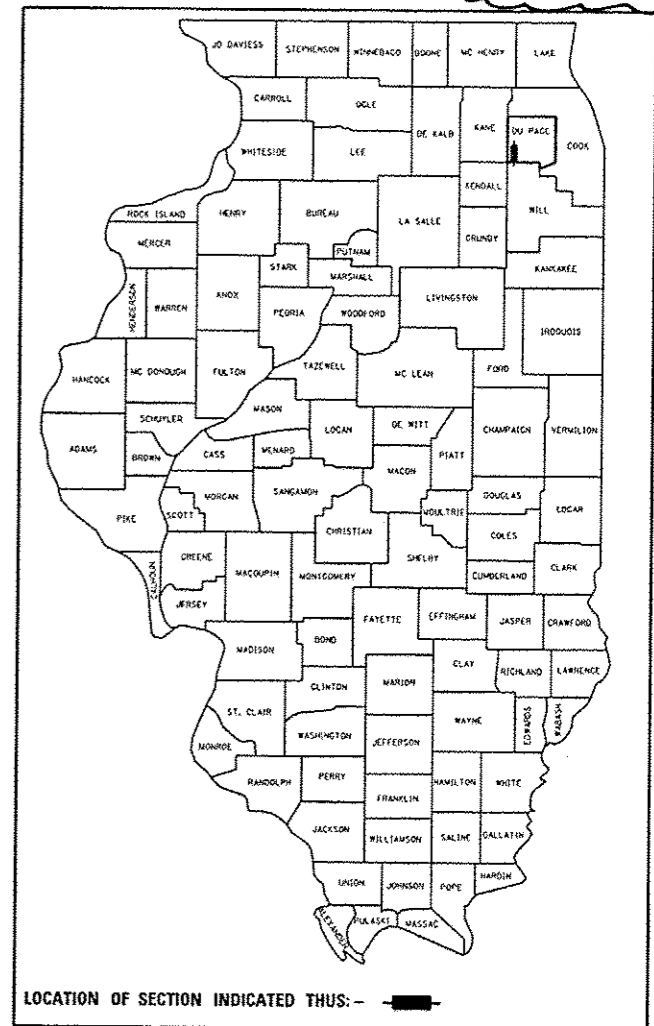 JO DAVIESS STEPHENSON WINNEBAGO BOONE MC HENRY LAKE
CARROLL OGLE DE KALB KANE DU PAGE COOK
WHITESIDE LEE
KENDALL WILL
ROCK ISLAND HENRY BUREAU LA SALLE GRUNDY
MERCER PUTNAM
STARK MARSHALL KANKAKEE
HENDERSON WARREN KNOX PEORIA WOODFORD LIVINGSTON IROQUOIS
HANCOCK MC DONOUGH FULTON TAZEWELL MC LEAN FORD
SCHUYLER MASON LOGAN DE WITT CHAMPAIGN VERMILION
ADAMS BROWN CASS MENARD MACON PIATT
PIKE SCOTT MORGAN SANGAMON CHRISTIAN MOULTRIE DOUGLAS EDGAR
COLES
CALHOUN GREENE MACOUPIN MONTGOMERY SHELBY CUMBERLAND CLARK
JERSEY FAYETTE EFFINGHAM JASPER CRAWFORD
MADISON BOND
CLAY RICHLAND LAWRENCE
CLINTON MARION
ST. CLAIR WAYNE EDWARDS WABASH
MONROE WASHINGTON JEFFERSON
RANDOLPH PERRY HAMILTON WHITE
FRANKLIN
JACKSON WILLIAMSON SALINE GALLATIN
UNION JOHNSON POPE HARDIN
ALEXANDER PULASKI MASSAC
LOCATION OF SECTION INDICATED THUS:-